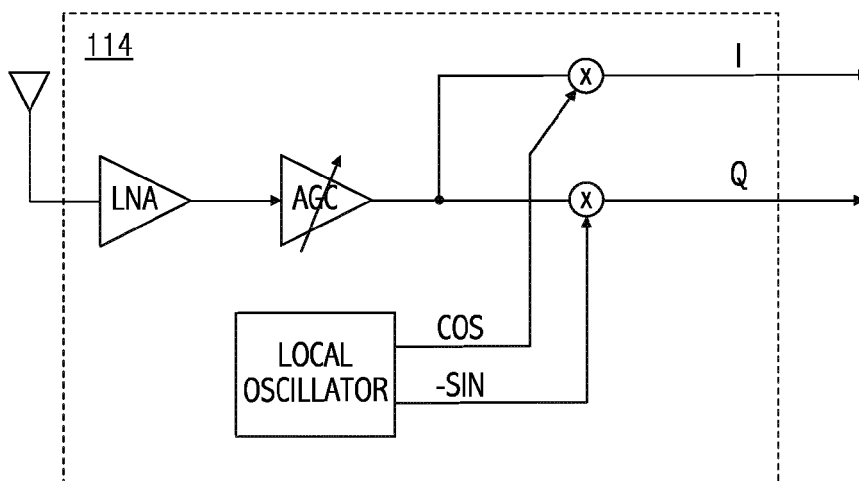 114
I
X
LNA
AGC
Q
X
LOCAL
OSCILLATOR
COS
-SIN